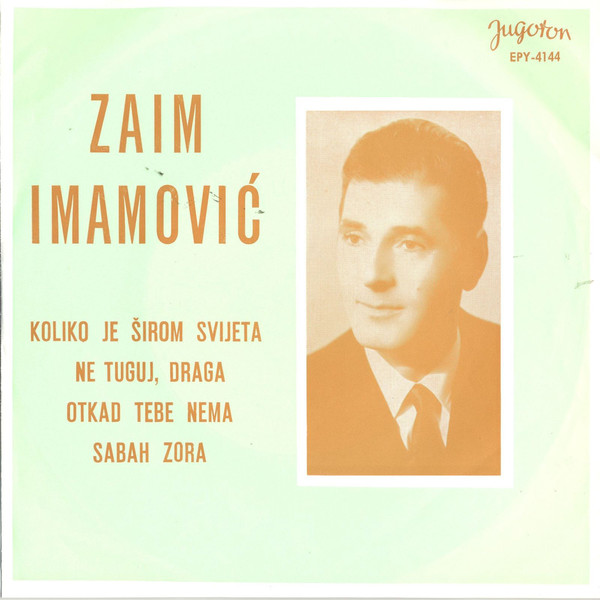 Jugoton
EPY-4144
ZAIM
IMAMOVIĆ
KOLIKO JE ŠIROM SVIJETA
NE TUGUJ, DRAGA
OTKAD TEBE NEMA
SABAH ZORA